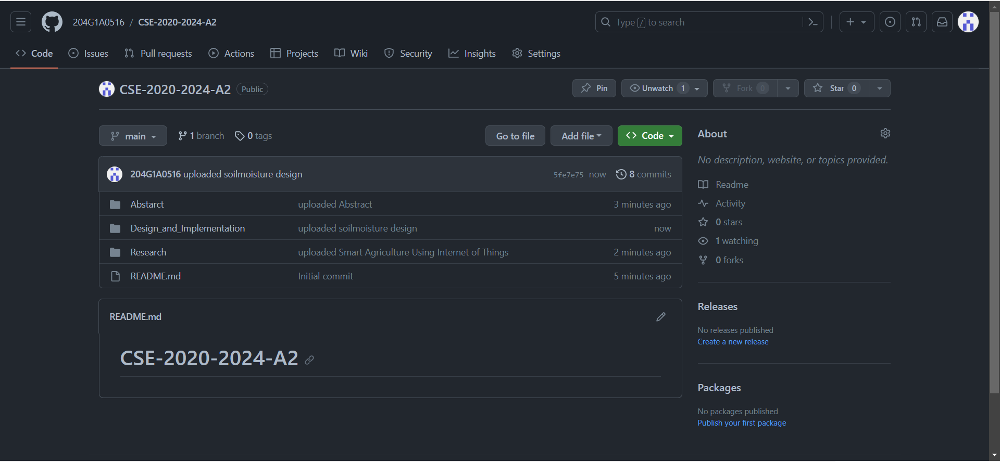 204G1A0516 / CSE-2020-2024-A2
Type / to search
Code Issues Pull requests Actions Projects Wiki Security Insights Settings
CSE-2020-2024-A2 Public
Pin Unwatch 1 Fork 0 Star 0
main 1 branch 0 tags Go to file Add file Code
204G1A0516 uploaded soilmoisture design 5fe7e75 now 8 commits
Abstarct uploaded Abstract 3 minutes ago
Design_and_Implementation uploaded soilmoisture design now
Research uploaded Smart Agriculture Using Internet of Things 2 minutes ago
README.md Initial commit 5 minutes ago
README.md
CSE-2020-2024-A2
About
No description, website, or topics provided.
Readme
Activity
0 stars
1 watching
0 forks
Releases
No releases published
Create a new release
Packages
No packages published
Publish your first package